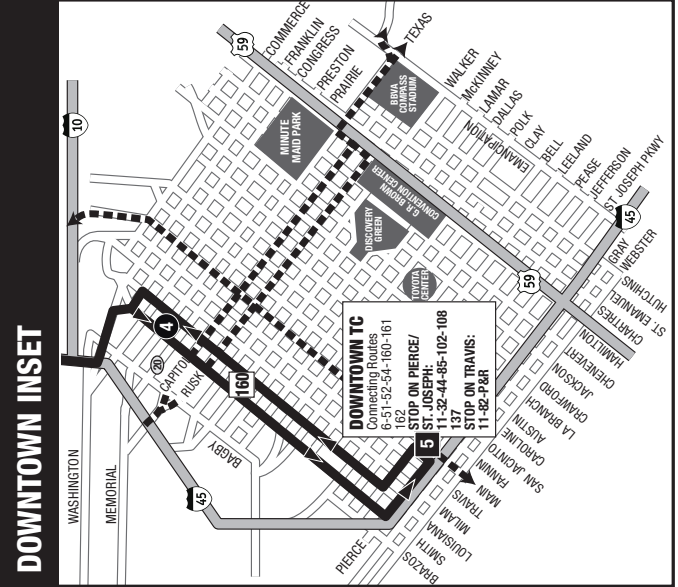 DOWNTOWN INSET
WASHINGTON
MEMORIAL
10
59
COMMERCE
FRANKLIN
CONGRESS
PRESTON
PRAIRIE
TEXAS
MINUTE
MAID PARK
BBVA
COMPASS
STADIUM
WALKER
McKINNEY
LAMAR
DALLAS
EMANCIPATION
POLK
CLAY
BELL
LEELAND
PEASE
JEFFERSON
ST JOSEPH PKWY
G.R. BROWN
CONVENTION CENTER
DISCOVERY
GREEN
TOYOTA
CENTER
4
20
CAPITOL
RUSK
160
BAGBY
45
DOWNTOWN TC
Connecting Routes
6-51-52-54-160-161
162
STOP ON PIERCE/
ST. JOSEPH:
11-32-44-85-102-108
137
STOP ON TRAVIS:
11-82-P&R
5
59
45
GRAY
WEBSTER
HUTCHINS
ST. EMANUEL
CHARTRES
HAMILTON
CHENEVERT
JACKSON
CRAWFORD
LA BRANCH
AUSTIN
CAROLINE
SAN JACINTO
FANNIN
MAIN
TRAVIS
MILAM
LOUISIANA
SMITH
BRAZOS
PIERCE